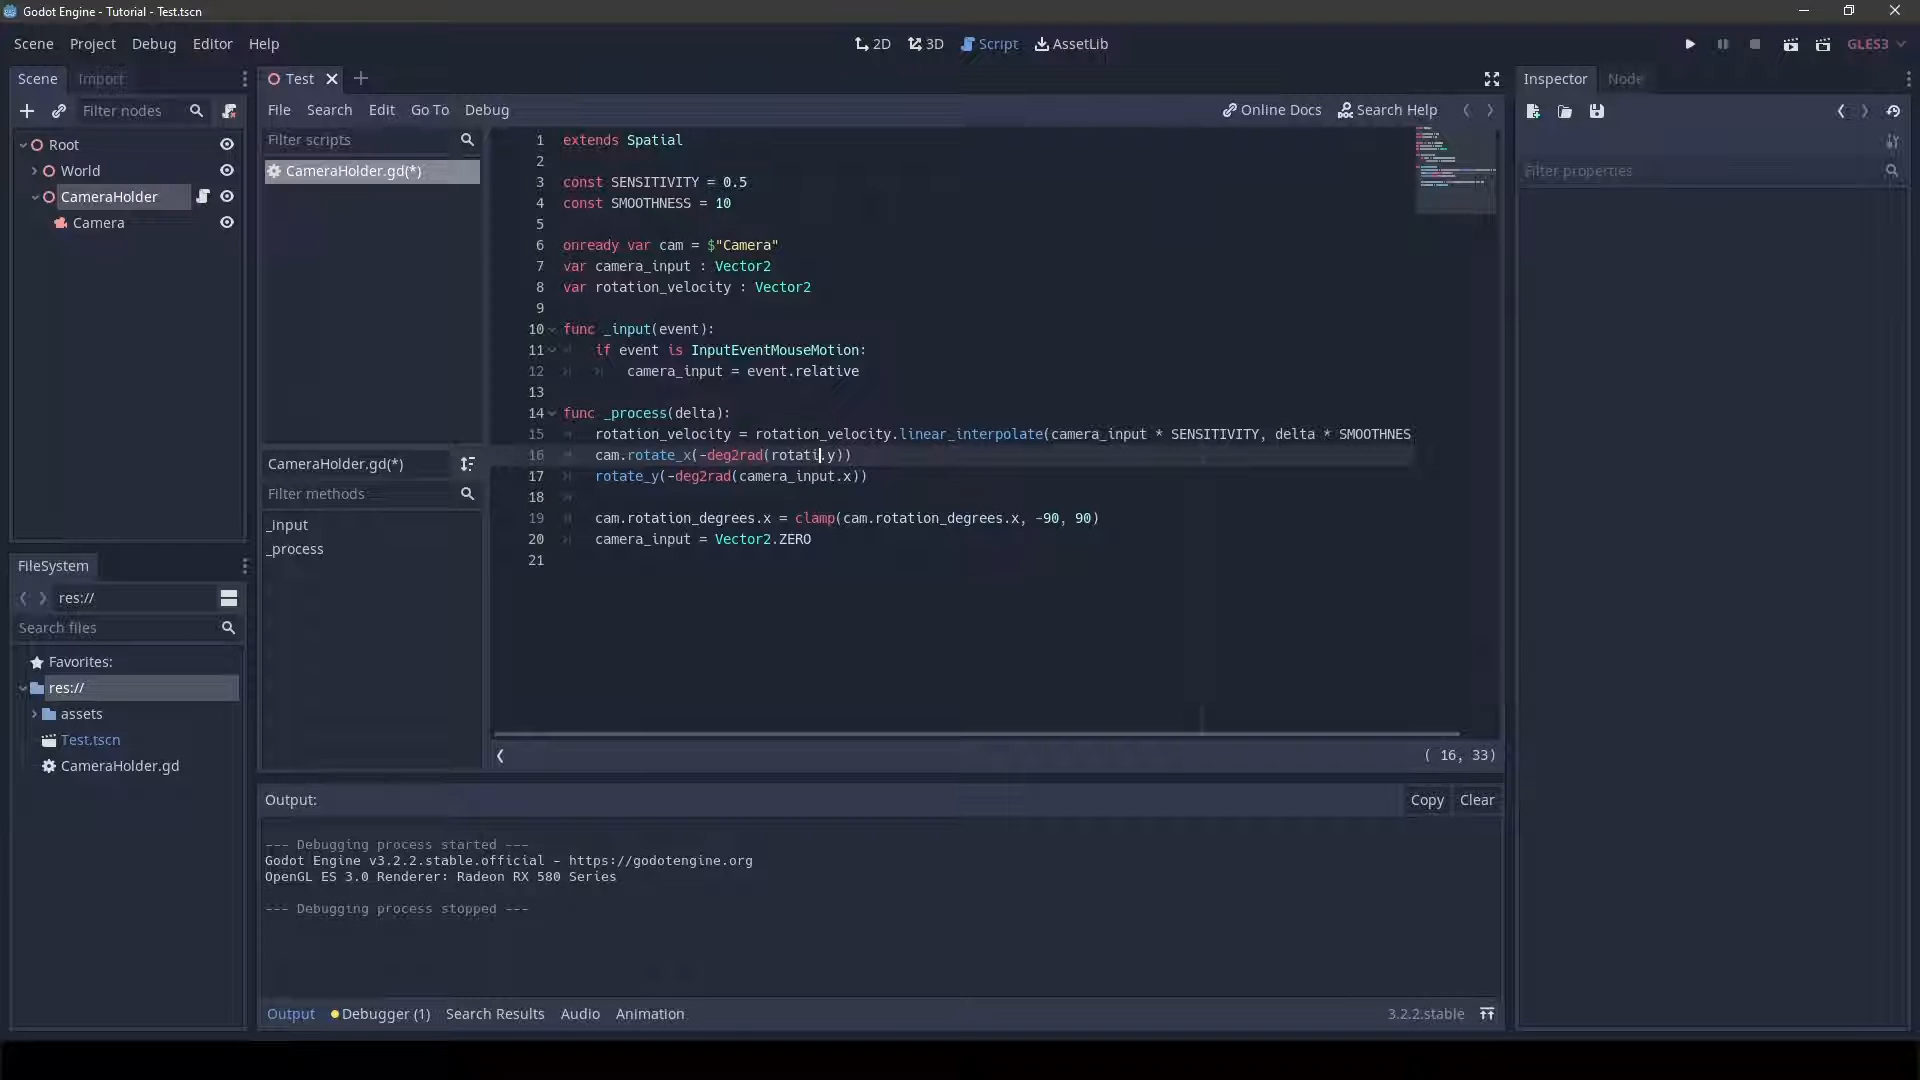 Godot Engine - Tutorial - Test.tscn
Scene Project Debug Editor Help
2D 3D Script AssetLib
GLES3
Scene Import
Filter nodes
Root
World
CameraHolder
Camera
FileSystem
res://
Search files
Favorites:
res://
assets
Test.tscn
CameraHolder.gd
Test
File Search Edit Go To Debug
Online Docs Search Help
Filter scripts
CameraHolder.gd(*)
CameraHolder.gd(*)
Filter methods
_input
_process
1 extends Spatial
2
3 const SENSITIVITY = 0.5
4 const SMOOTHNESS = 10
5
6 onready var cam = $"Camera"
7 var camera_input : Vector2
8 var rotation_velocity : Vector2
9
10 func _input(event):
11 if event is InputEventMouseMotion:
12 camera_input = event.relative
13
14 func _process(delta):
15 rotation_velocity = rotation_velocity.linear_interpolate(camera_input * SENSITIVITY, delta * SMOOTHNES
16 cam.rotate_x(-deg2rad(rotati.y))
17 rotate_y(-deg2rad(camera_input.x))
18
19 cam.rotation_degrees.x = clamp(cam.rotation_degrees.x, -90, 90)
20 camera_input = Vector2.ZERO
21
( 16, 33)
Output:
Copy Clear
--- Debugging process started ---
Godot Engine v3.2.2.stable.official - https://godotengine.org
OpenGL ES 3.0 Renderer: Radeon RX 580 Series
--- Debugging process stopped ---
Output Debugger (1) Search Results Audio Animation
3.2.2.stable
Inspector Node
Filter properties